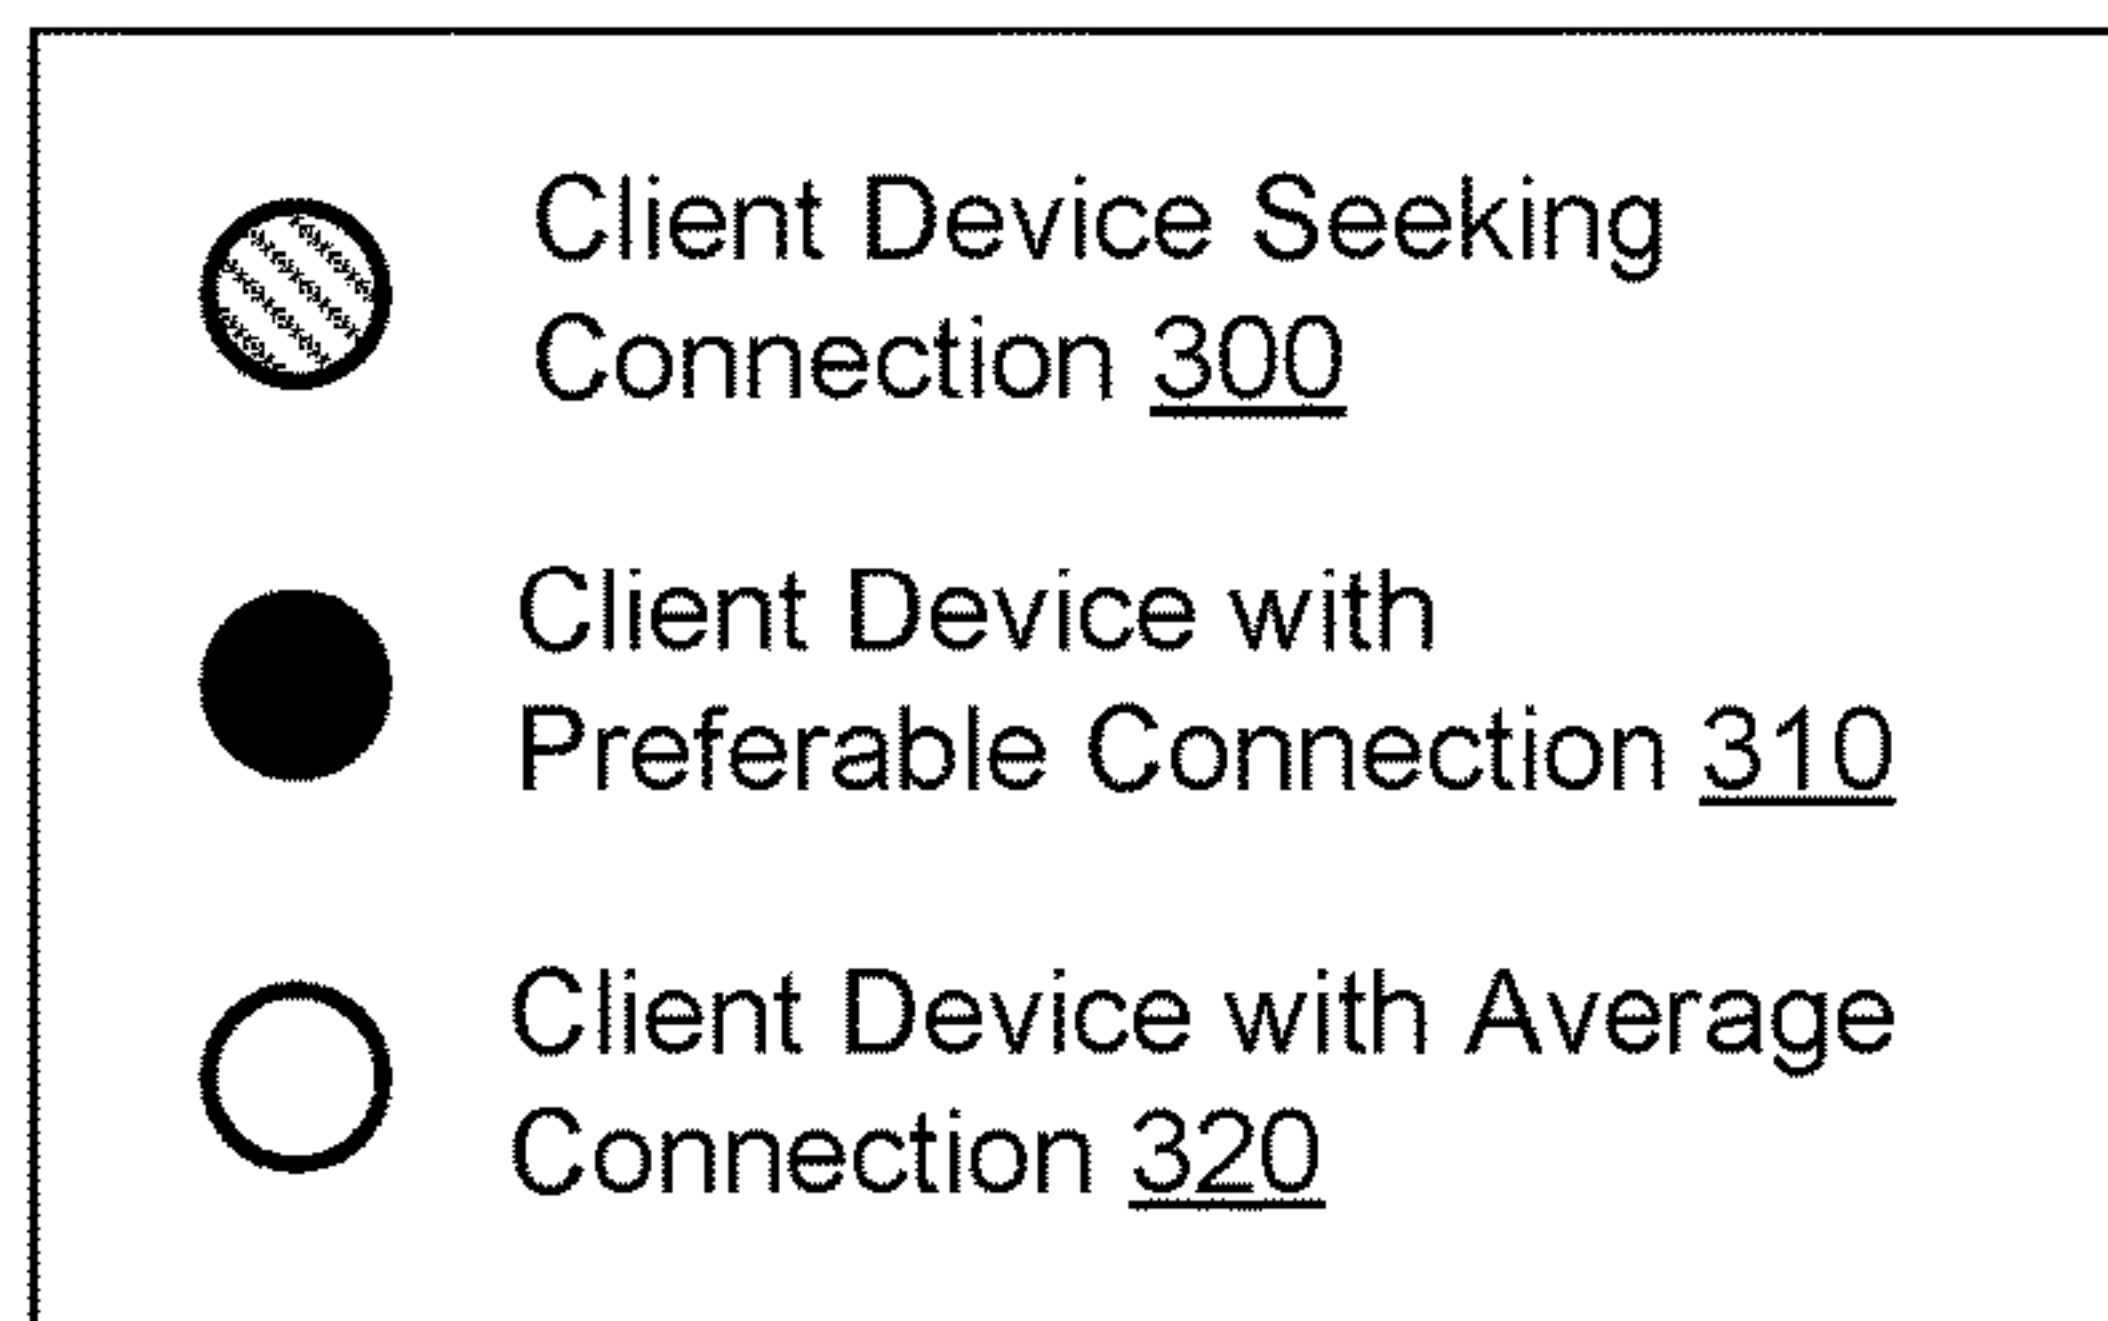 Client Device Seeking
Connection 300
Client Device with
Preferable Connection 310
Client Device with Average
Connection 320